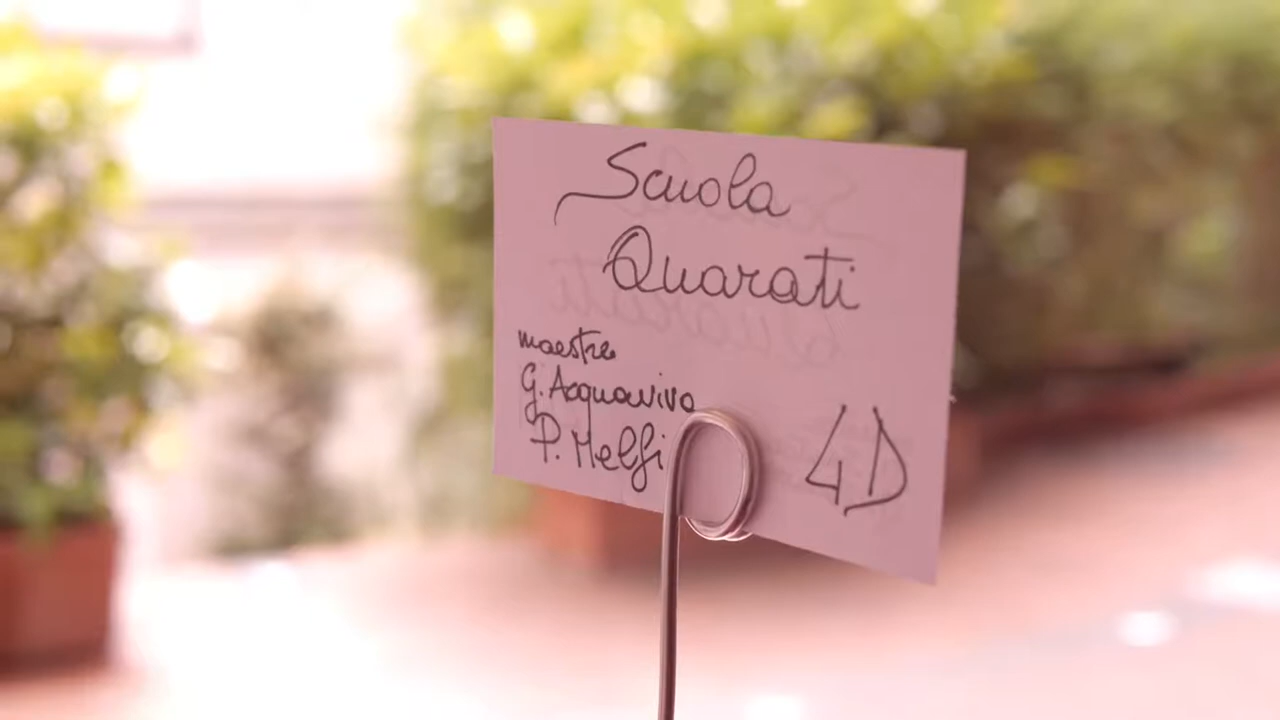 Scuola
Quarati
maestre
G. Acquaviva
P. Melfi
4D